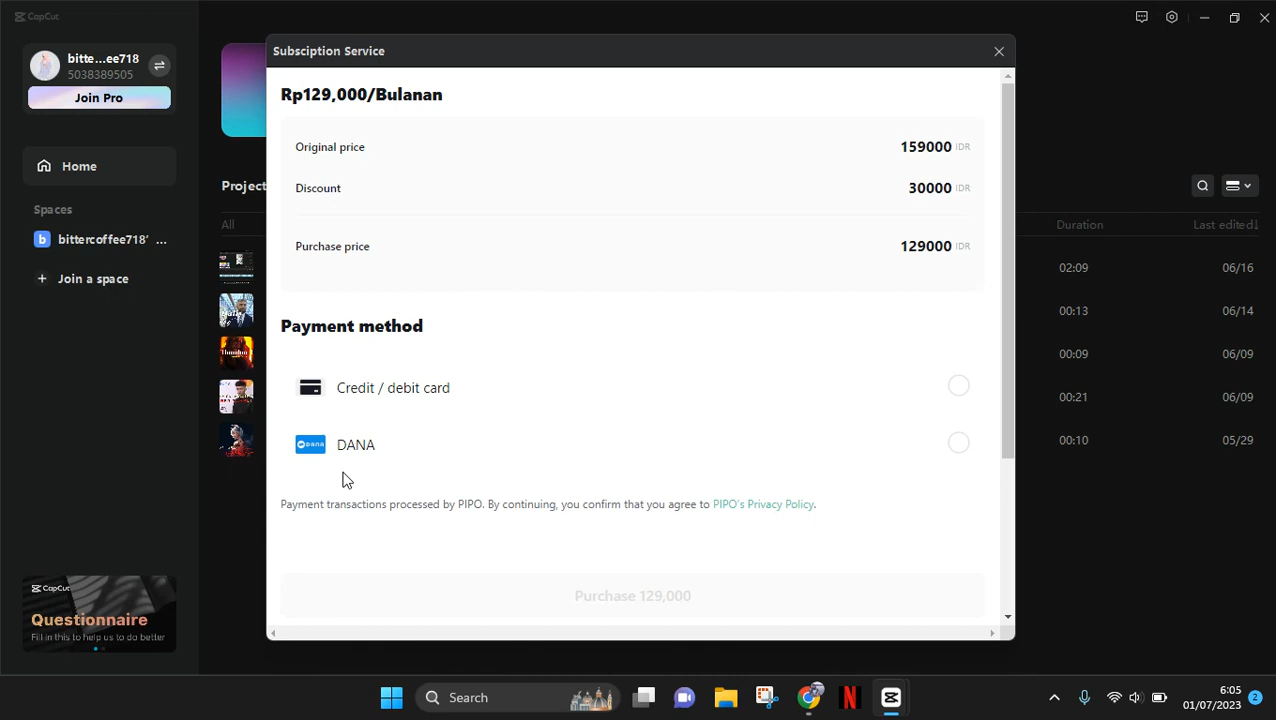 CapCut
bitte...ee718
5038389505
Join Pro
Home
Spaces
b bittercoffee718' ...
+ Join a space
CapCut
Questionnaire
Fill in this to help us to do better
Project
All
Duration
Last edited↓
02:09 06/16
00:13 06/14
00:09 06/09
00:21 06/09
00:10 05/29
Subsciption Service
Rp129,000/Bulanan
Original price 159000 IDR
Discount 30000 IDR
Purchase price 129000 IDR
Payment method
Credit / debit card
DANA DANA
Payment transactions processed by PIPO. By continuing, you confirm that you agree to PIPO's Privacy Policy.
Purchase 129,000
Search
N
6:05
01/07/2023
2